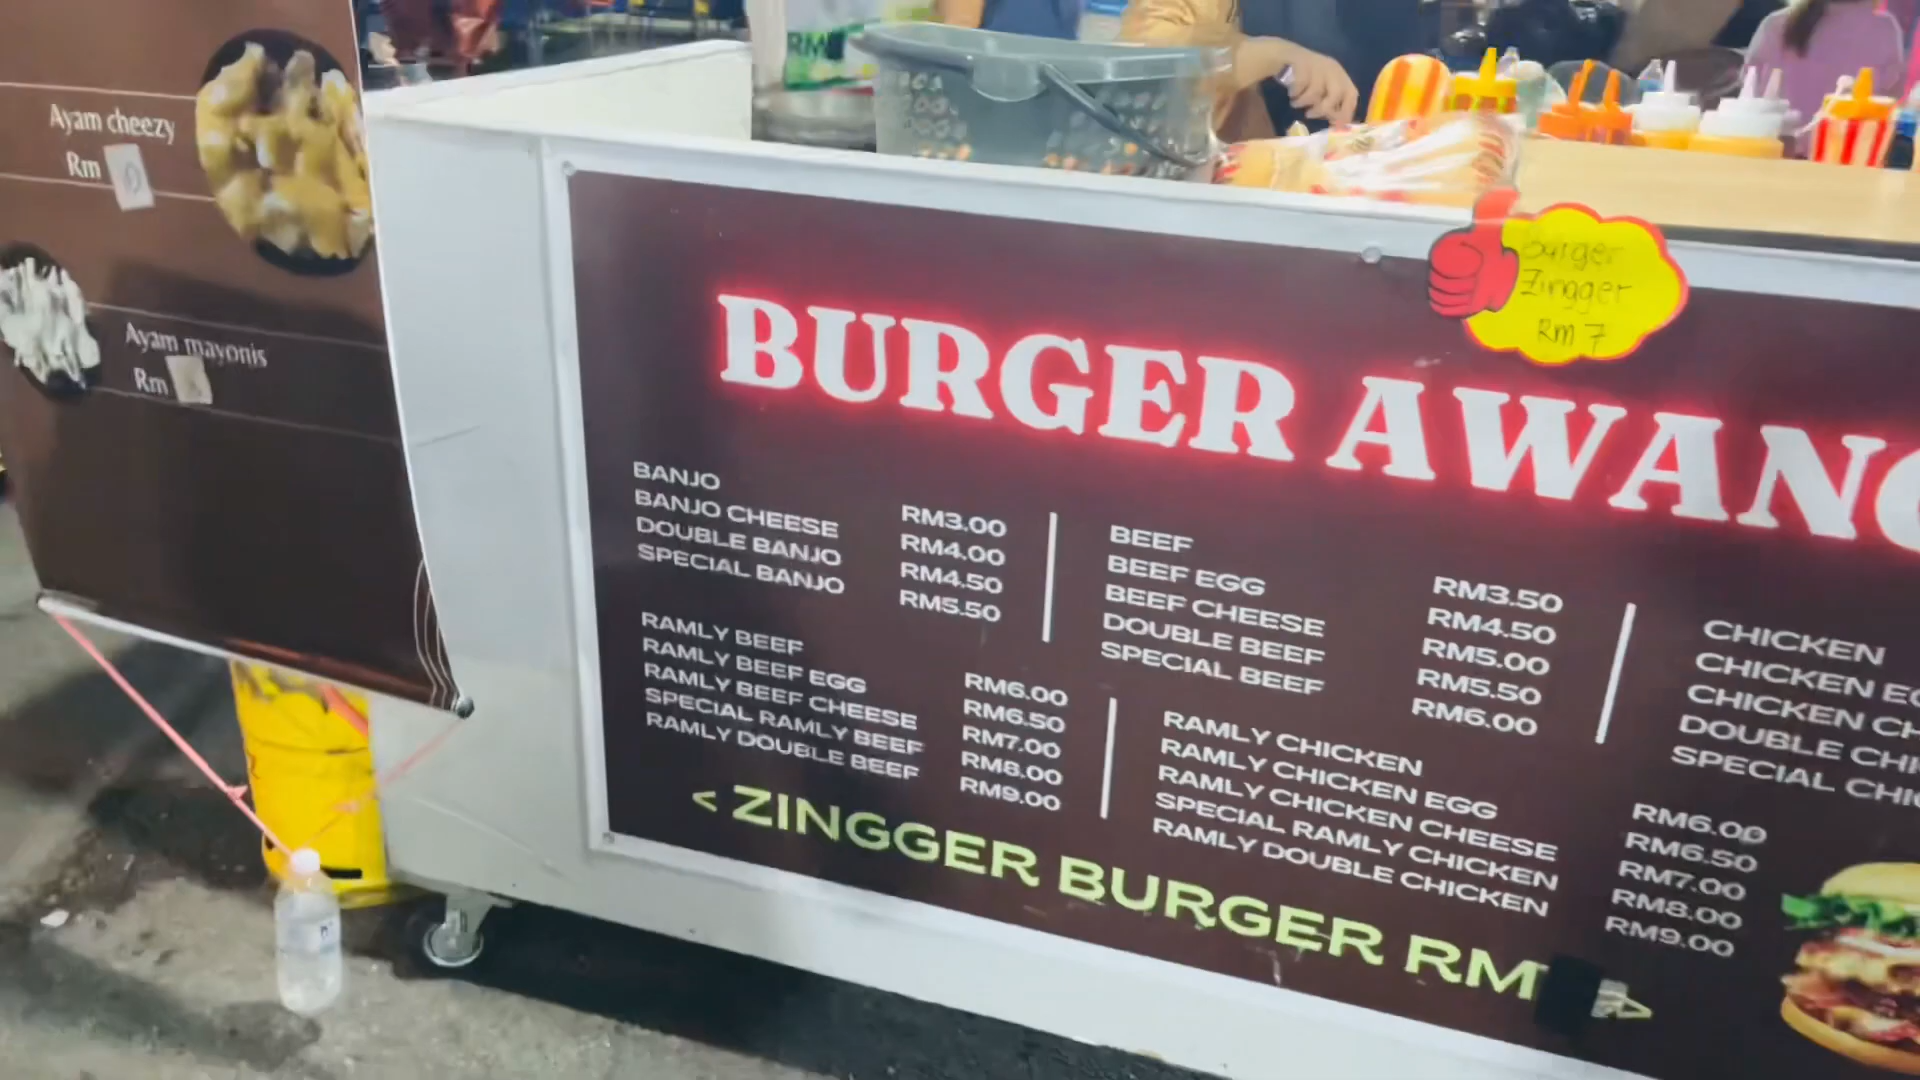 Ayam cheezy
Rm
Ayam mayonis
Rm
RM
Burger
Zingger
Rm 7
BURGER AWANG
BANJO
BANJO CHEESE
DOUBLE BANJO
SPECIAL BANJO
RM3.00
RM4.00
RM4.50
RM5.50
BEEF
BEEF EGG
BEEF CHEESE
DOUBLE BEEF
SPECIAL BEEF
RM3.50
RM4.50
RM5.00
RM5.50
RM6.00
CHICKEN
CHICKEN
CHICKEN
DOUBLE
SPECIAL
RAMLY BEEF
RAMLY BEEF EGG
RAMLY BEEF CHEESE
SPECIAL RAMLY BEEF
RAMLY DOUBLE BEEF
RM6.00
RM6.50
RM7.00
RM8.00
RM9.00
RAMLY CHICKEN
RAMLY CHICKEN EGG
RAMLY CHICKEN CHEESE
SPECIAL RAMLY CHICKEN
RAMLY DOUBLE CHICKEN
RM6.00
RM6.50
RM7.00
RM8.00
RM9.00
< ZINGGER BURGER RM